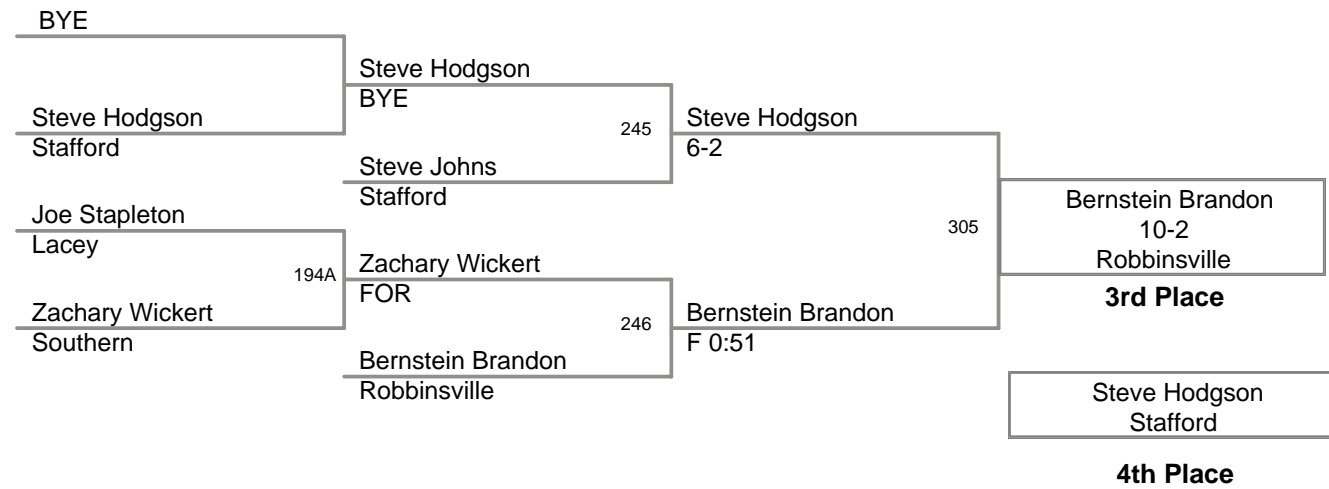 BYE
Steve Hodgson
Stafford
Joe Stapleton
Lacey
194A
Zachary Wickert
Southern
Steve Hodgson
BYE
245
Steve Johns
Stafford
Zachary Wickert
FOR
246
Bernstein Brandon
Robbinsville
Steve Hodgson
6-2
305
Bernstein Brandon
F 0:51
Bernstein Brandon
10-2
Robbinsville
3rd Place
Steve Hodgson
Stafford
4th Place